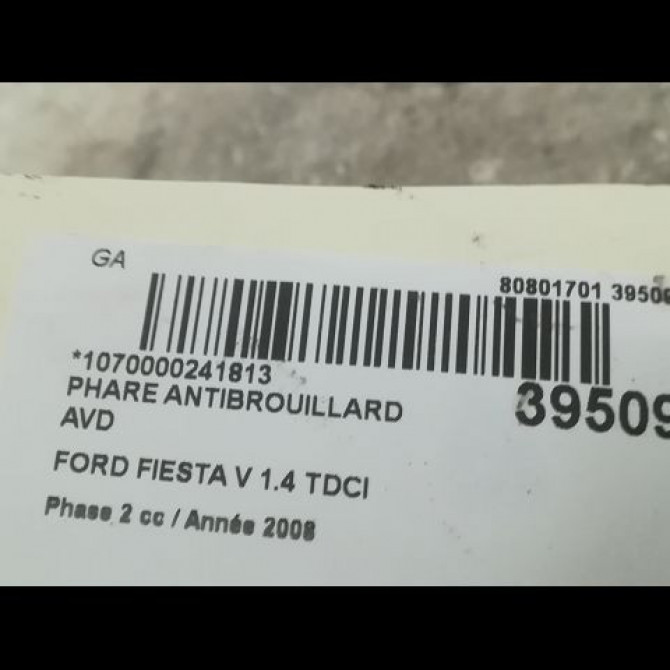 GA
80801701 39509
*1070000241813
PHARE ANTIBROUILLARD
AVD
39509
FORD FIESTA V 1.4 TDCI
Phase 2 cc / Année 2008